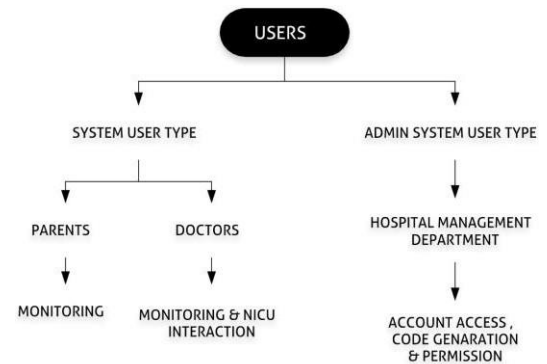 USERS
SYSTEM USER TYPE
ADMIN SYSTEM USER TYPE
PARENTS
DOCTORS
HOSPITAL MANAGEMENT
DEPARTMENT
MONITORING
MONITORING & NICU
INTERACTION
ACCOUNT ACCESS ,
CODE GENARATION
& PERMISSION